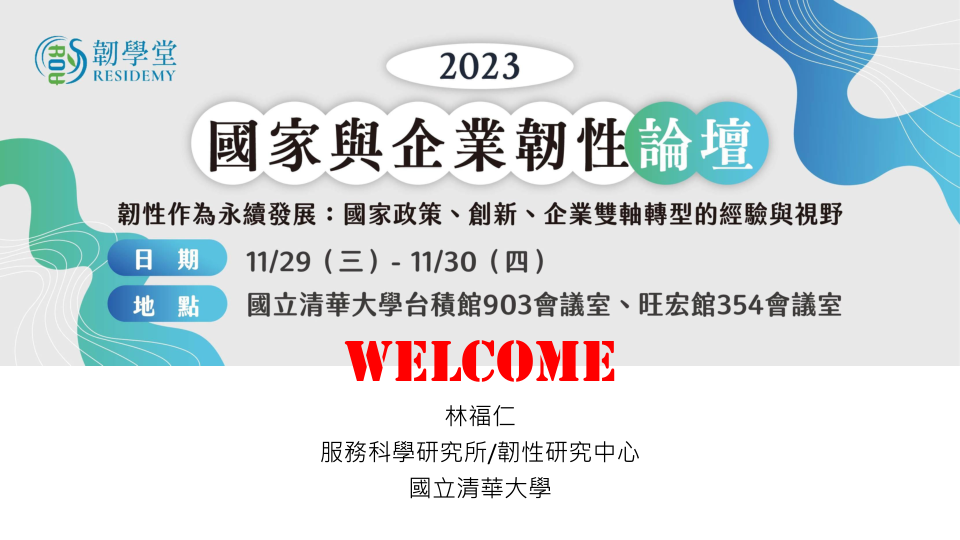 韌學堂
RESIDEMY
2023
國家與企業韌性論壇
韌性作為永續發展：國家政策、創新、企業雙軸轉型的經驗與視野
日 期 11/29（三）- 11/30（四）
地 點 國立清華大學台積館903會議室、旺宏館354會議室
WELCOME
林福仁
服務科學研究所/韌性研究中心
國立清華大學